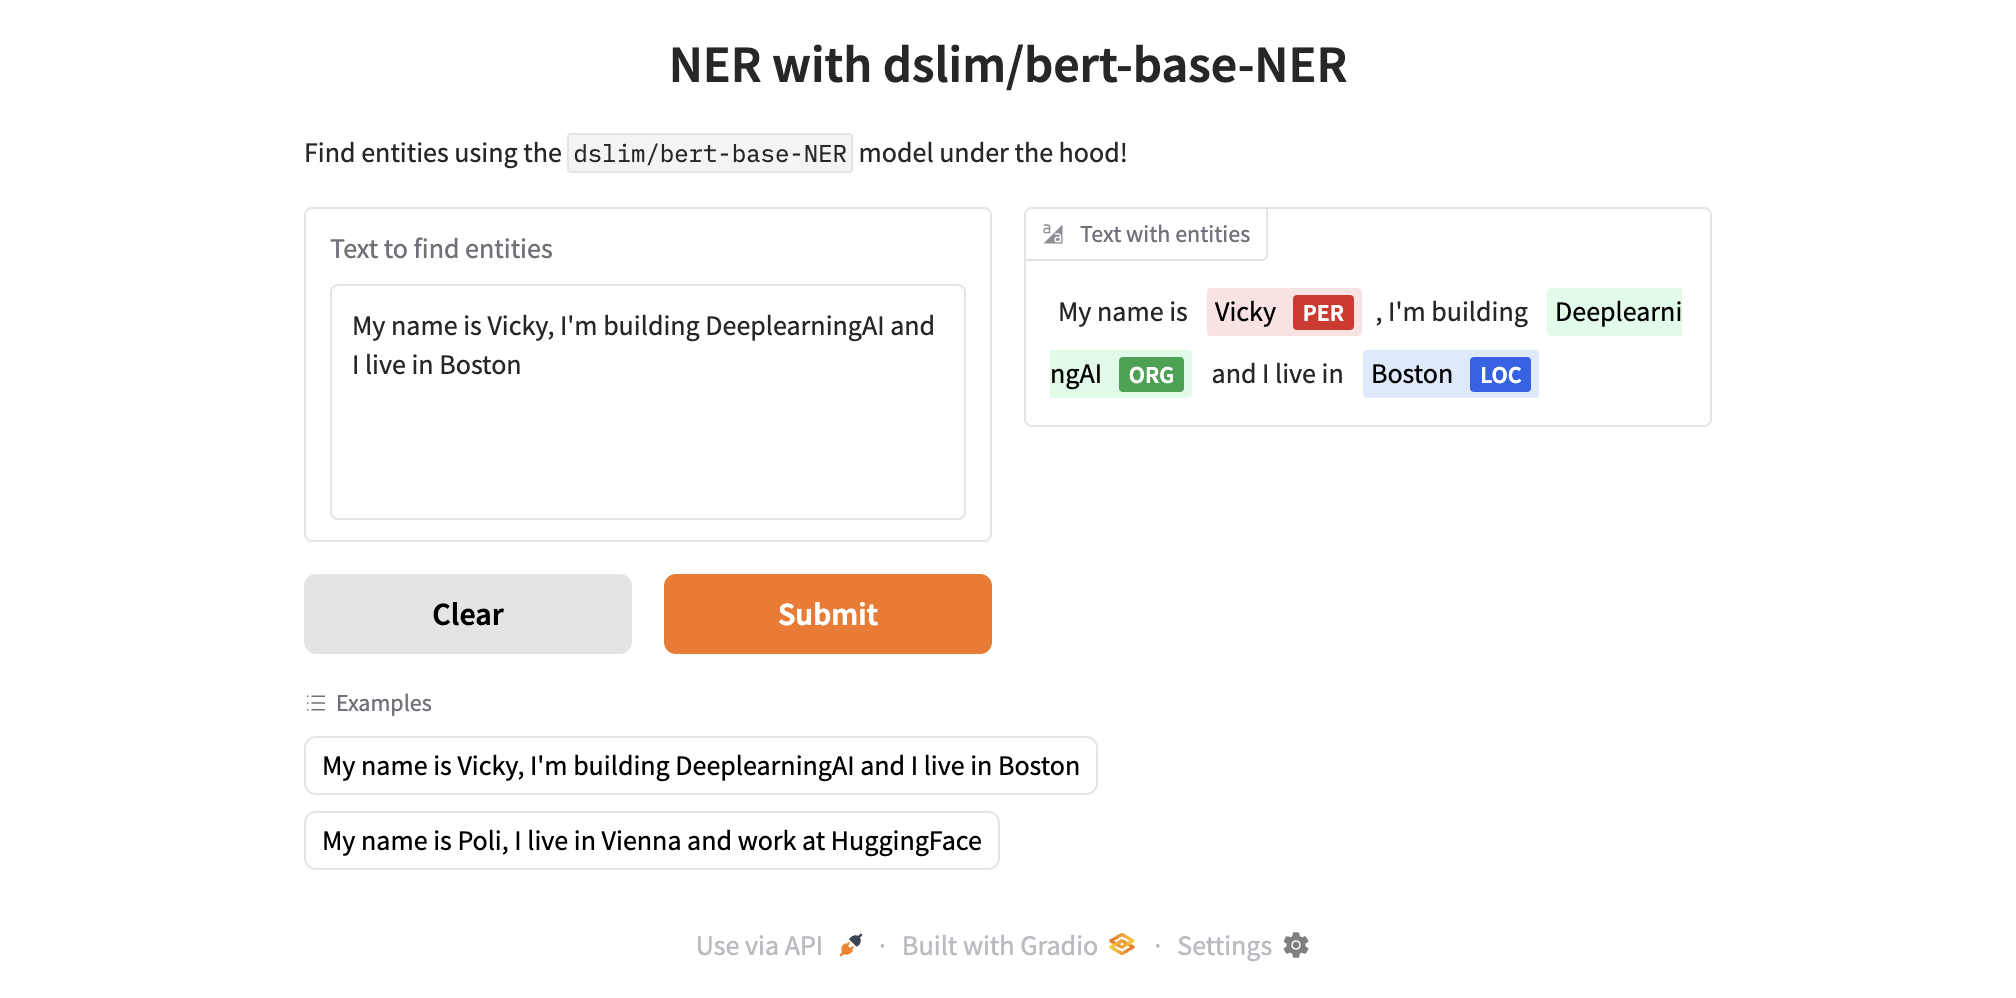 NER with dslim/bert-base-NER
Find entities using the dslim/bert-base-NER model under the hood!
Text to find entities
My name is Vicky, I'm building DeeplearningAI and
I live in Boston
Text with entities
My name is Vicky PER , I'm building Deeplearni
ngAI ORG and I live in Boston LOC
Clear
Submit
Examples
My name is Vicky, I'm building DeeplearningAI and I live in Boston
My name is Poli, I live in Vienna and work at HuggingFace
Use via API · Built with Gradio · Settings